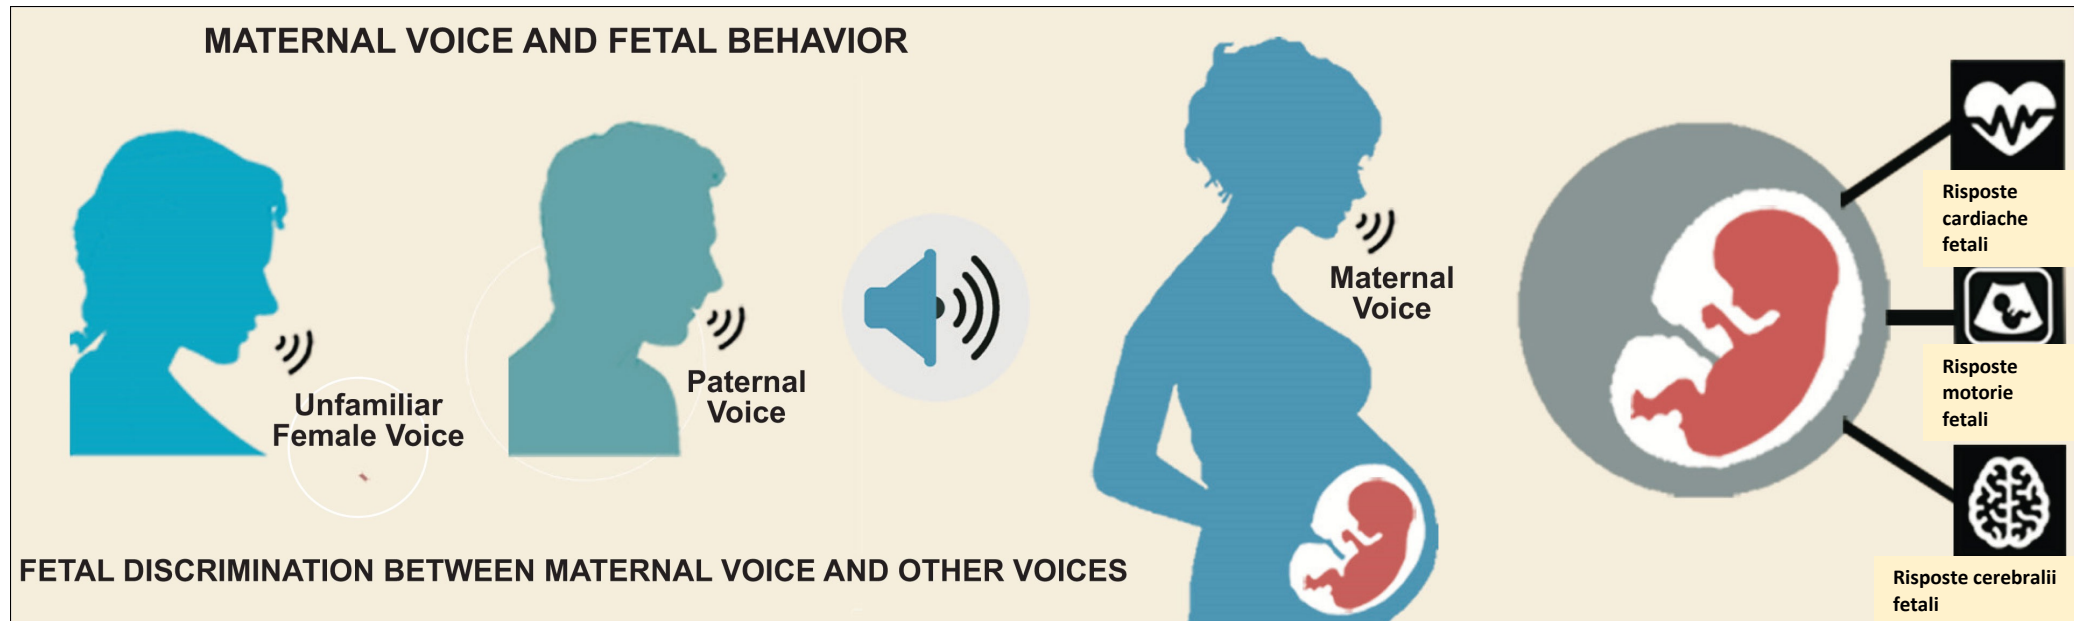 MATERNAL VOICE AND FETAL BEHAVIOR
Unfamiliar
Female Voice
Paternal
Voice
Maternal
Voice
Risposte
cardiache
fetali
Risposte
motorie
fetali
Risposte cerebralii
fetali
FETAL DISCRIMINATION BETWEEN MATERNAL VOICE AND OTHER VOICES